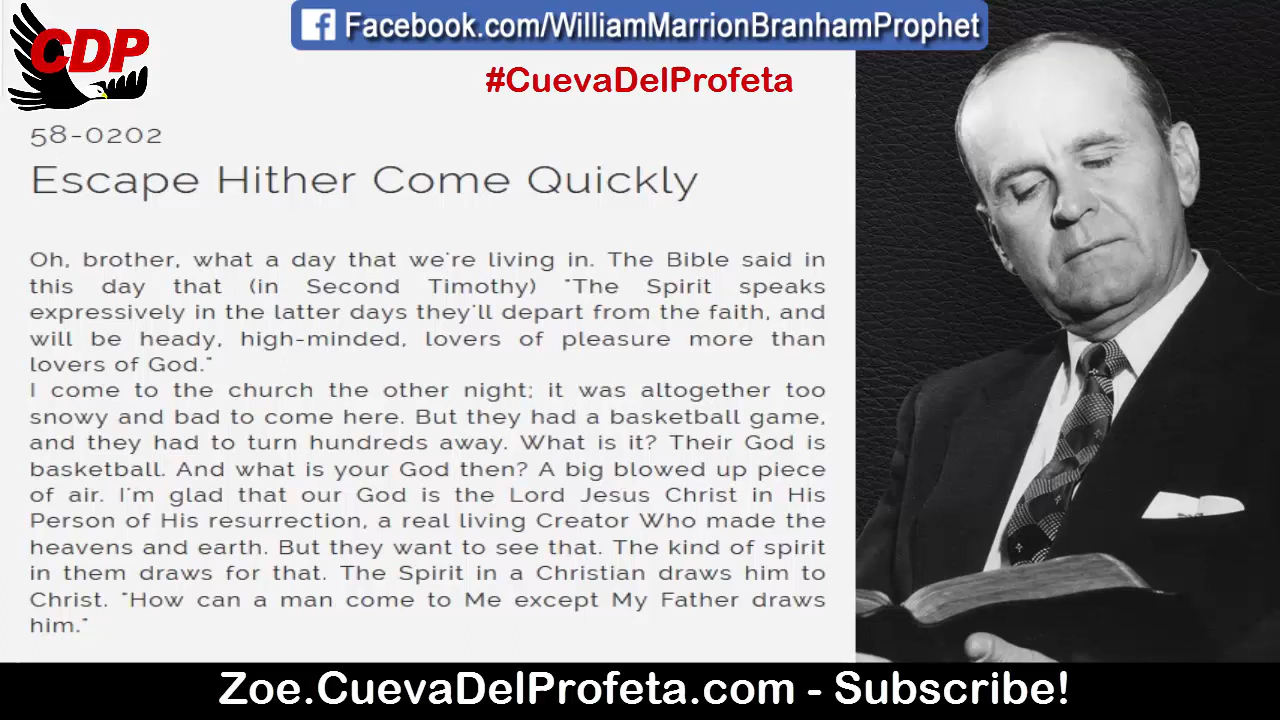 CDP
Facebook.com/WilliamMarrionBranhamProphet
#CuevaDelProfeta
58-0202
Escape Hither Come Quickly
Oh, brother, what a day that we're living in. The Bible said in
this day that (in Second Timothy) "The Spirit speaks
expressively in the latter days they'll depart from the faith, and
will be heady, high-minded, lovers of pleasure more than
lovers of God."
I come to the church the other night; it was altogether too
snowy and bad to come here. But they had a basketball game,
and they had to turn hundreds away. What is it? Their God is
basketball. And what is your God then? A big blowed up piece
of air. I'm glad that our God is the Lord Jesus Christ in His
Person of His resurrection, a real living Creator Who made the
heavens and earth. But they want to see that. The kind of spirit
in them draws for that. The Spirit in a Christian draws him to
Christ. "How can a man come to Me except My Father draws
him."
Zoe.CuevaDelProfeta.com - Subscribe!